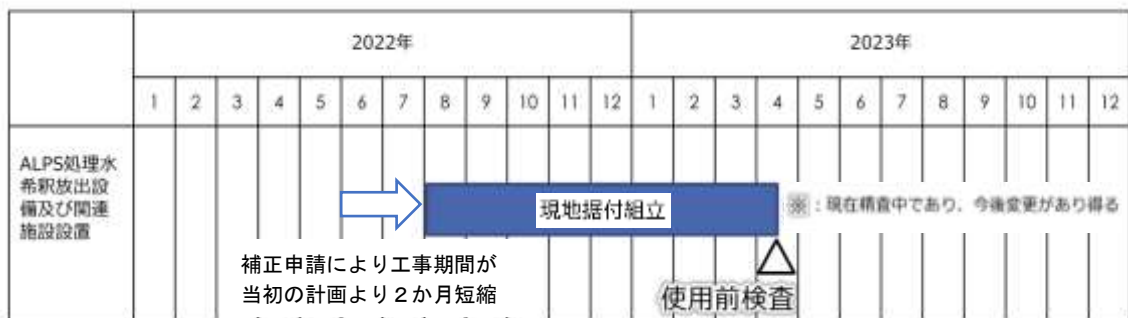 2022年 2023年
1 2 3 4 5 6 7 8 9 10 11 12 1 2 3 4 5 6 7 8 9 10 11 12
ALPS処理水
希釈放出設
備及び関連
施設設置
現地据付組立
※：現在精査中であり、今後変更があり得る
補正申請により工事期間が
当初の計画より２か月短縮
使用前検査